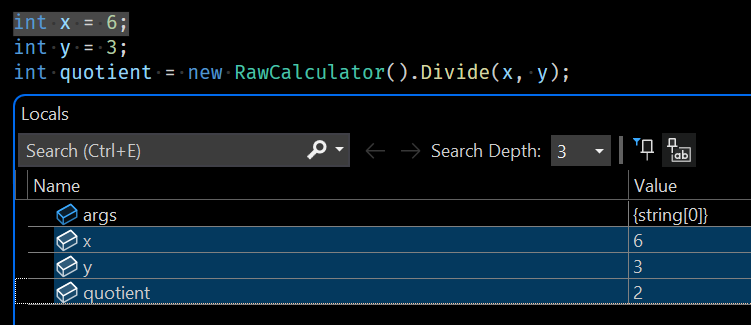 int x = 6;
int y = 3;
int quotient = new RawCalculator().Divide(x, y);
Locals
Search (Ctrl+E) Search Depth: 3
Name Value
args {string[0]}
x 6
y 3
quotient 2